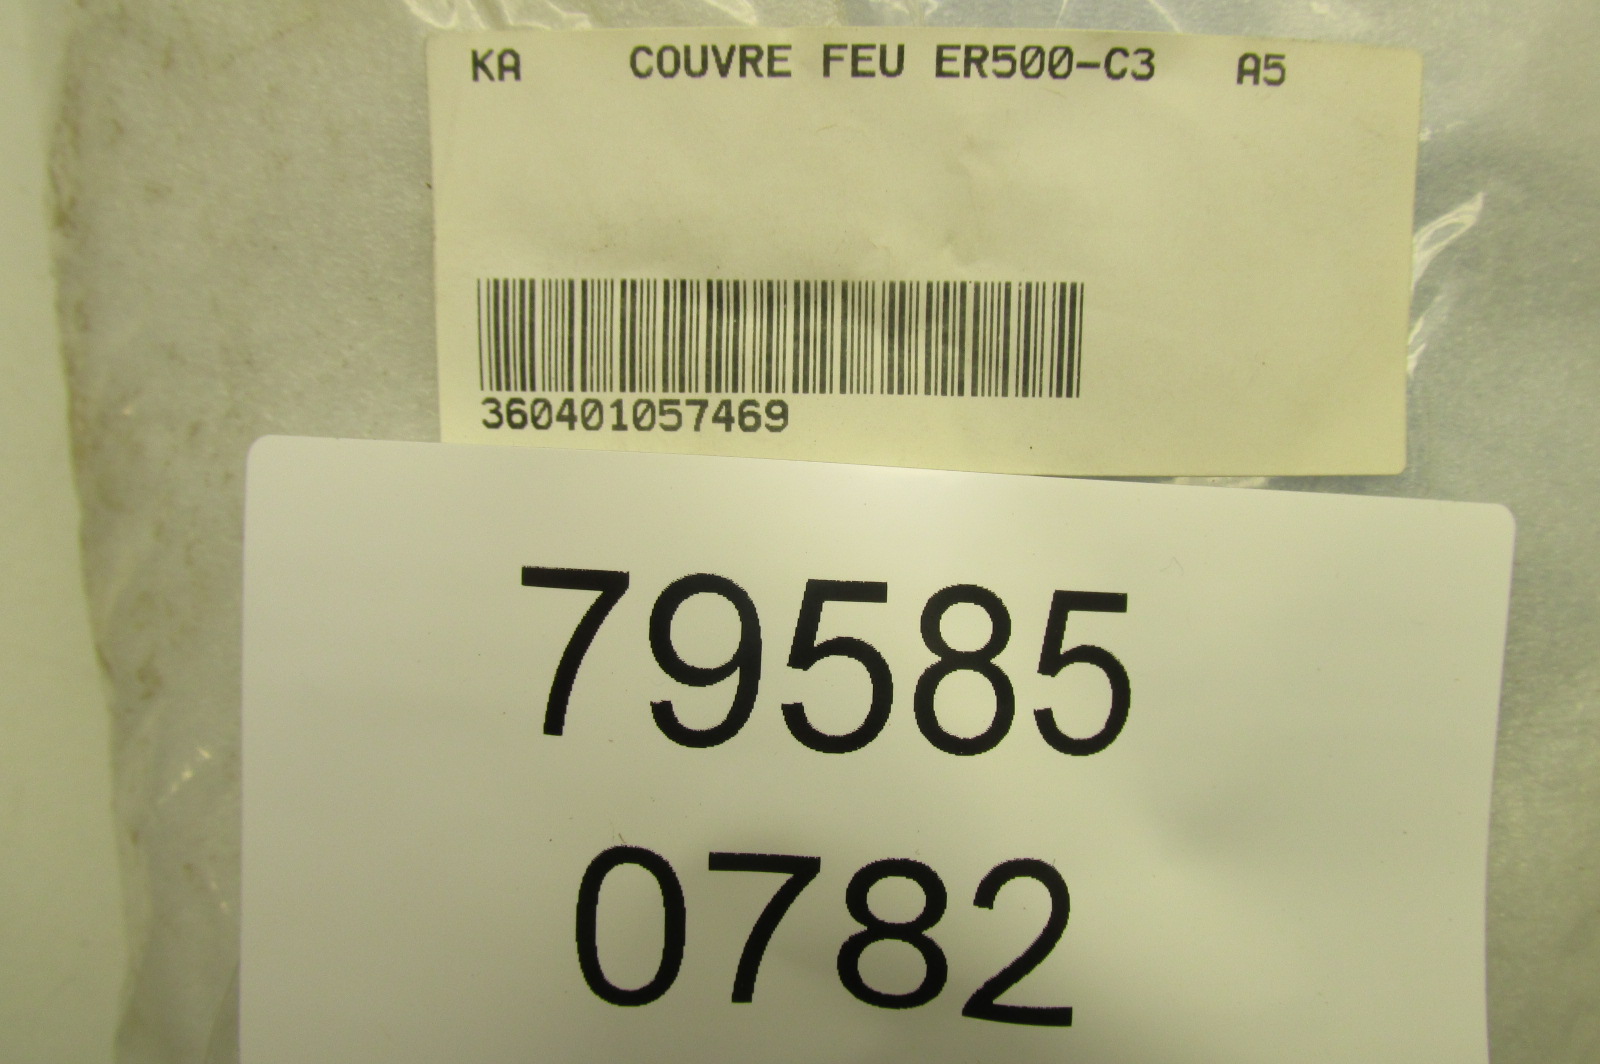 KA COUVRE FEU ER500-C3 A5
360401057469
79585
0782